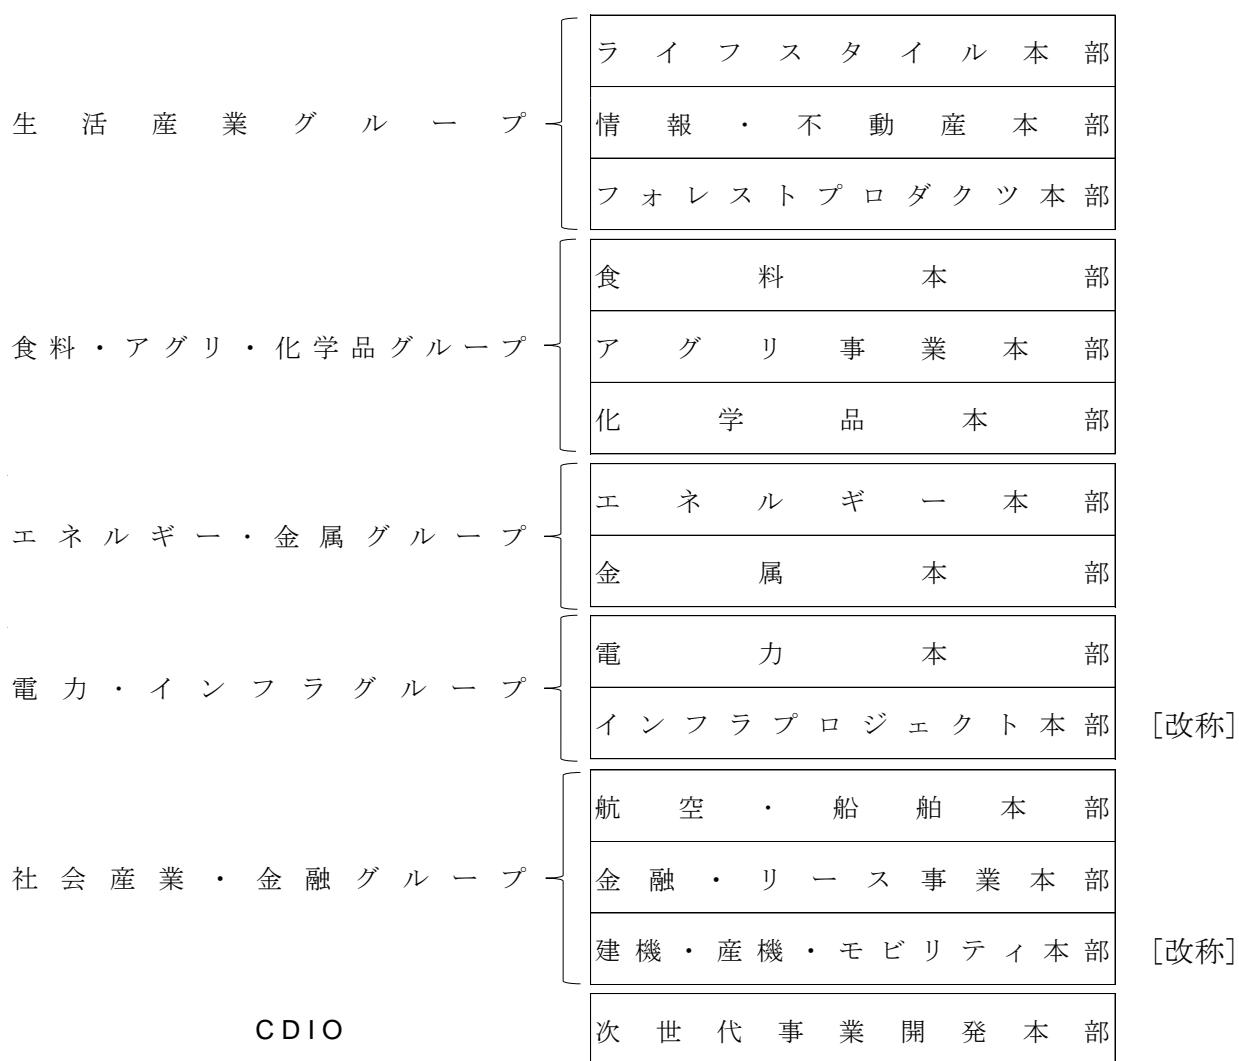 ライフスタイル本部
生活産業グループ
情報・不動産本部
フォレストプロダクツ本部
食料本部
食料・アグリ・化学品グループ
アグリ事業本部
化学品本部
エネルギー本部
エネルギー・金属グループ
金属本部
電力本部
電力・インフラグループ
インフラプロジェクト本部 [改称]
航空・船舶本部
社会産業・金融グループ
金融・リース事業本部
建機・産機・モビリティ本部 [改称]
CDIO 次世代事業開発本部